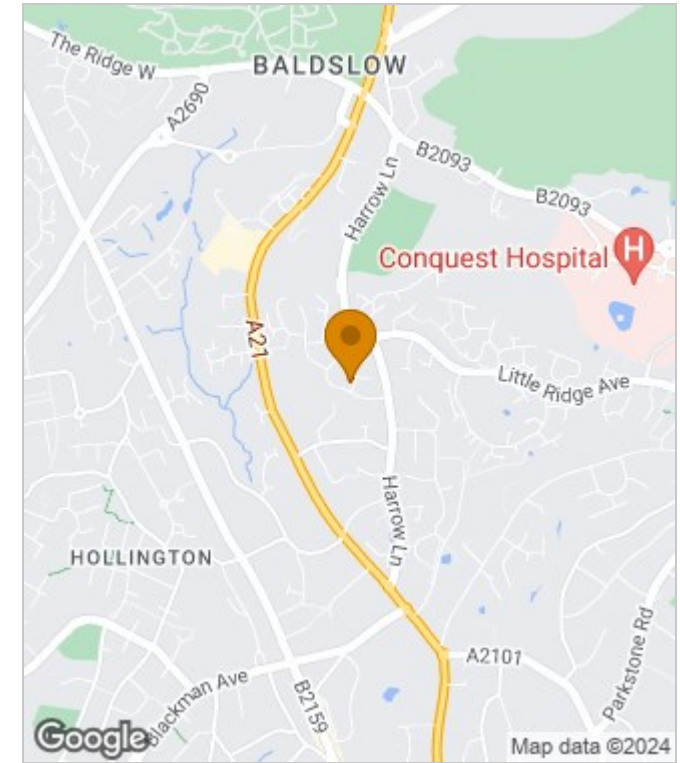 The Ridge W
BALDSLOW
A2690
B2093
B2093
Harrow Ln
Conquest Hospital
H
A21
Little Ridge Ave
Harrow Ln
HOLLINGTON
A2101
Parkstone Rd
Blackman Ave
B2159
Google
Map data ©2024